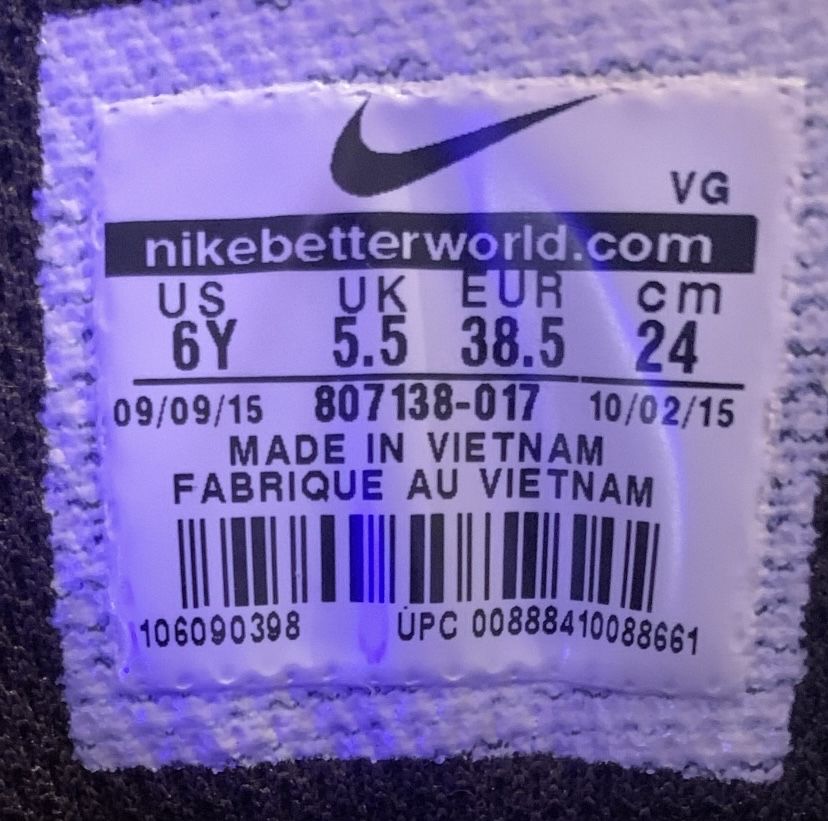 VG
nikebetterworld.com
US UK EUR cm
6Y 5.5 38.5 24
09/09/15 807138-017 10/02/15
MADE IN VIETNAM
FABRIQUE AU VIETNAM
106090398 UPC 00888410088661